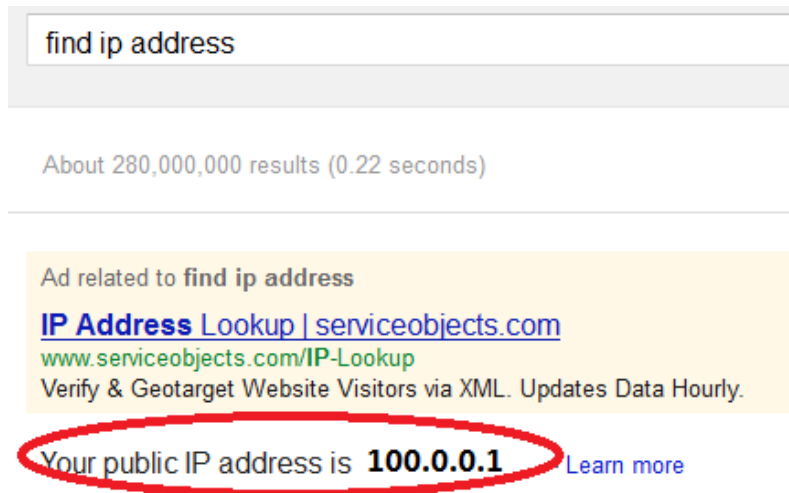 find ip address
About 280,000,000 results (0.22 seconds)
Ad related to find ip address
IP Address Lookup | serviceobjects.com
www.serviceobjects.com/IP-Lookup
Verify & Geotarget Website Visitors via XML. Updates Data Hourly.
Your public IP address is 100.0.0.1 Learn more